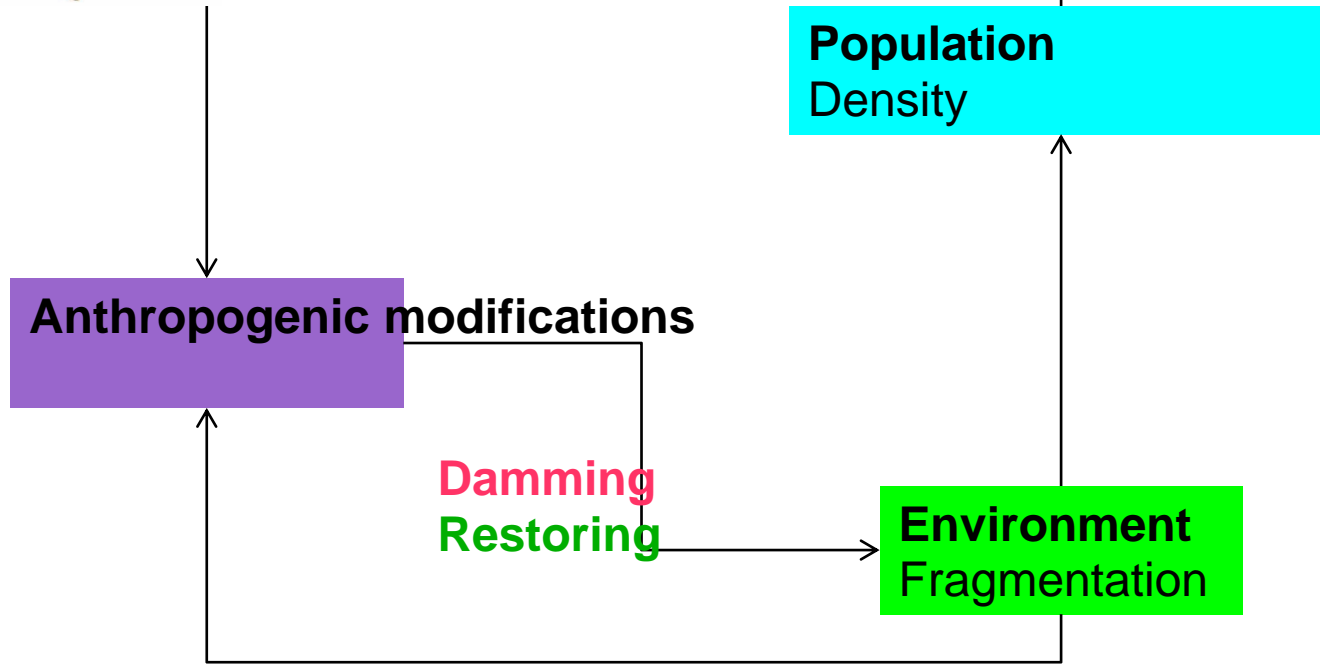 Population
Density
Anthropogenic modifications
Damming
Restoring
Environment
Fragmentation